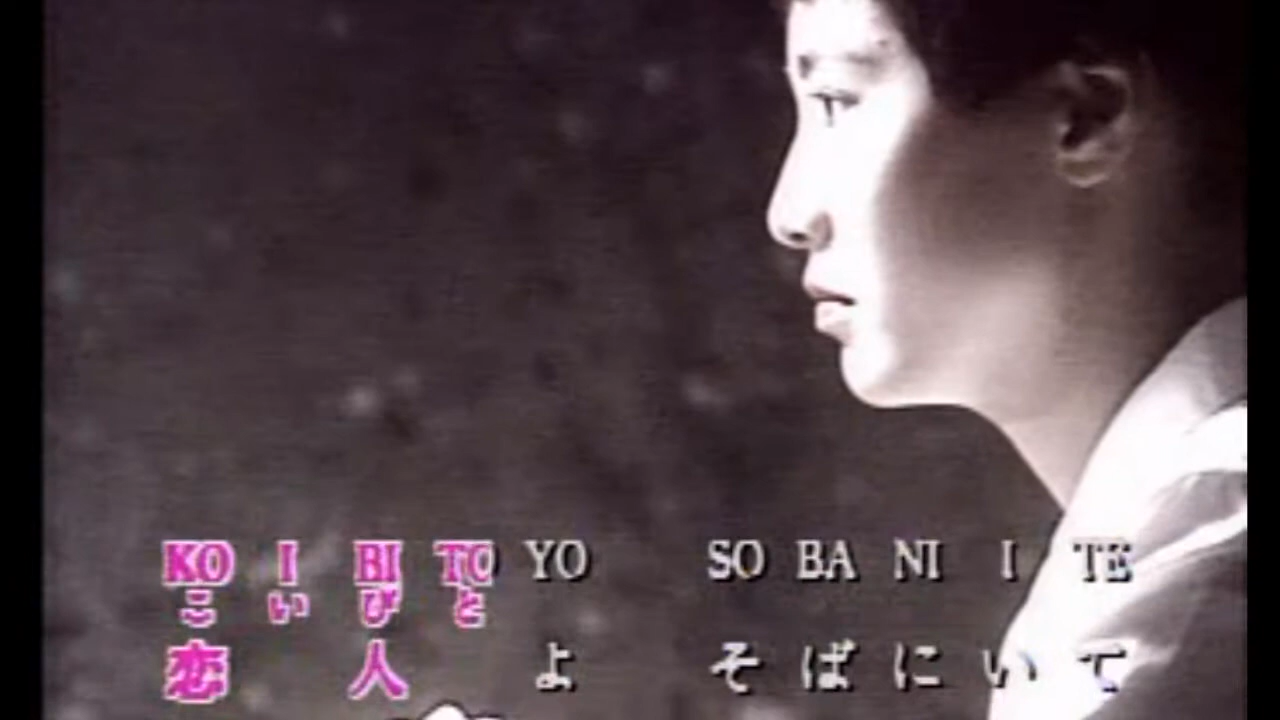 KO I BI TO YO SO BA NI I TE
こ い び と
恋 人 よ そ ば に い て